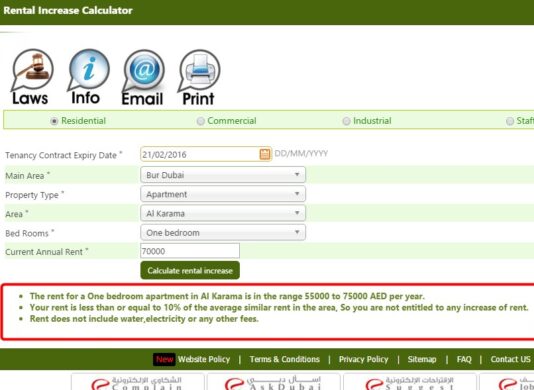 Rental Increase Calculator
Laws Info Email Print
Residential Commercial Industrial Staf
Tenancy Contract Expiry Date * 21/02/2016 DD/MM/YYYY
Main Area * Bur Dubai
Property Type * Apartment
Area * Al Karama
Bed Rooms * One bedroom
Current Annual Rent * 70000
Calculate rental increase
The rent for a One bedroom apartment in Al Karama is in the range 55000 to 75000 AED per year.
Your rent is less than or equal to 10% of the average similar rent in the area, So you are not entitled to any increase of rent.
Rent does not include water,electricity or any other fees.
New Website Policy | Terms & Conditions | Privacy Policy | Sitemap | FAQ | Contact US
الشكاوى الإلكترونية اسأل دبي الإقتراحات الإلكترونية
Complain AskDubai Suggest Job